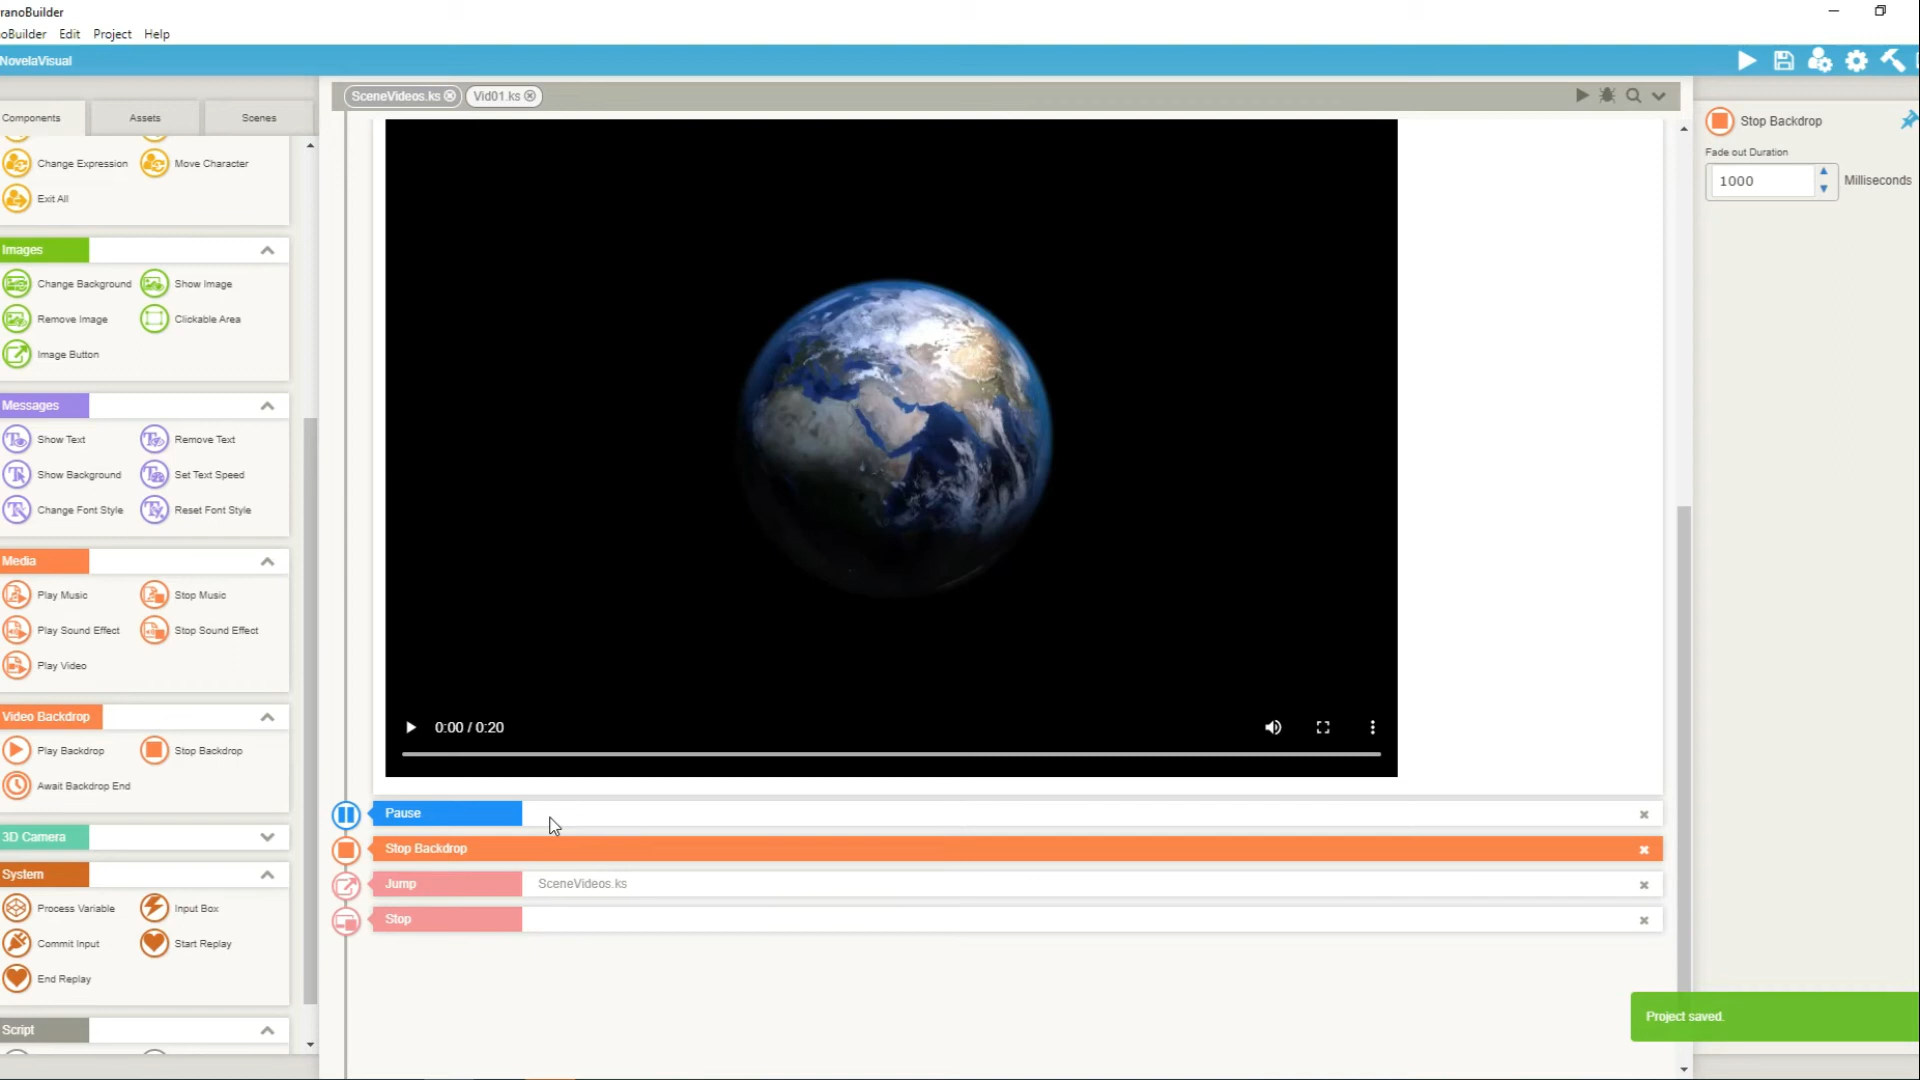 ranoBuilder
oBuilder Edit Project Help
NovelaVisual
SceneVideos.ks Vid01.ks
Components Assets Scenes
Change Expression Move Character
Exit All
Images
Change Background Show Image
Remove Image Clickable Area
Image Button
Messages
Show Text Remove Text
Show Background Set Text Speed
Change Font Style Reset Font Style
Media
Play Music Stop Music
Play Sound Effect Stop Sound Effect
Play Video
Video Backdrop
Play Backdrop Stop Backdrop
Await Backdrop End
3D Camera
System
Process Variable Input Box
Commit Input Start Replay
End Replay
Script
0:00 / 0:20
Pause
Stop Backdrop
Jump SceneVideos.ks
Stop
Stop Backdrop
Fade out Duration
1000 Milliseconds
Project saved.